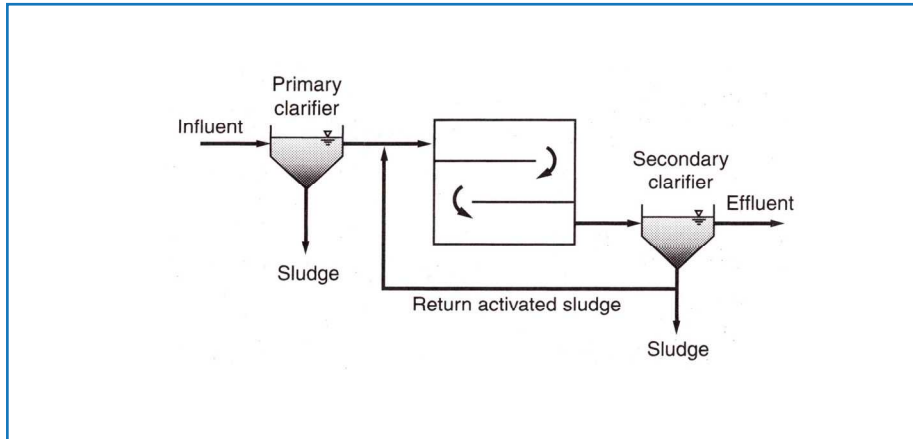 Primary
clarifier
Influent
Secondary
clarifier
Effluent
Sludge
Return activated sludge
Sludge